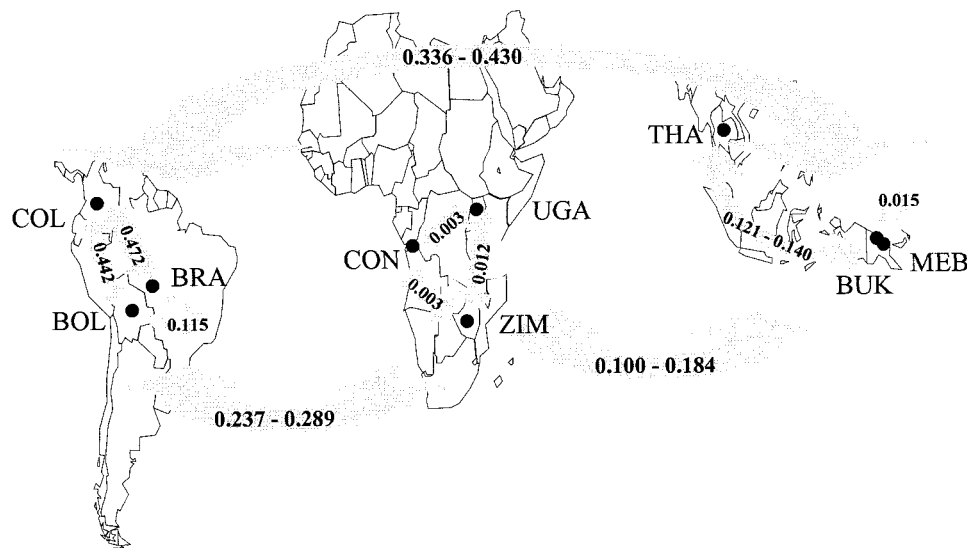 0.336 - 0.430
THA
COL
0.472
0.442
BRA
BOL
0.115
UGA
0.003
CON
0.012
0.003
ZIM
0.015
0.121 - 0.140
MEB
BUK
0.100 - 0.184
0.237 - 0.289